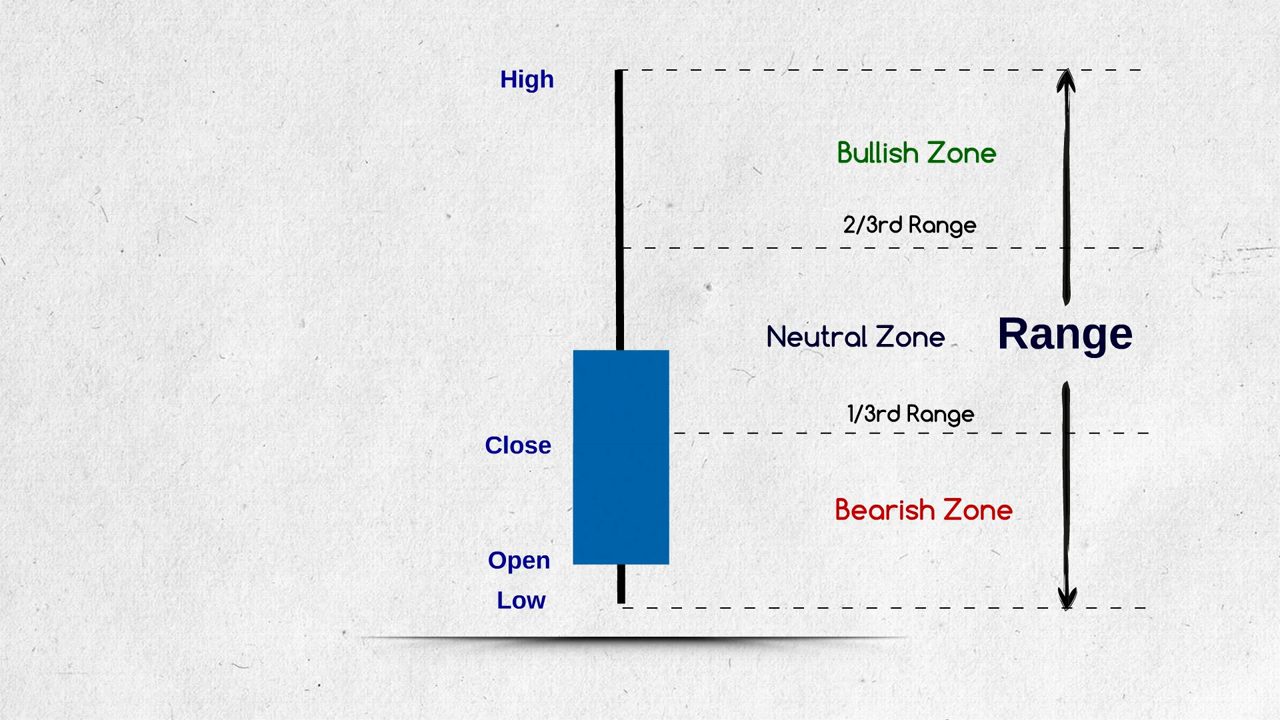 High
Bullish Zone
2/3rd Range
Neutral Zone
Range
1/3rd Range
Close
Bearish Zone
Open
Low